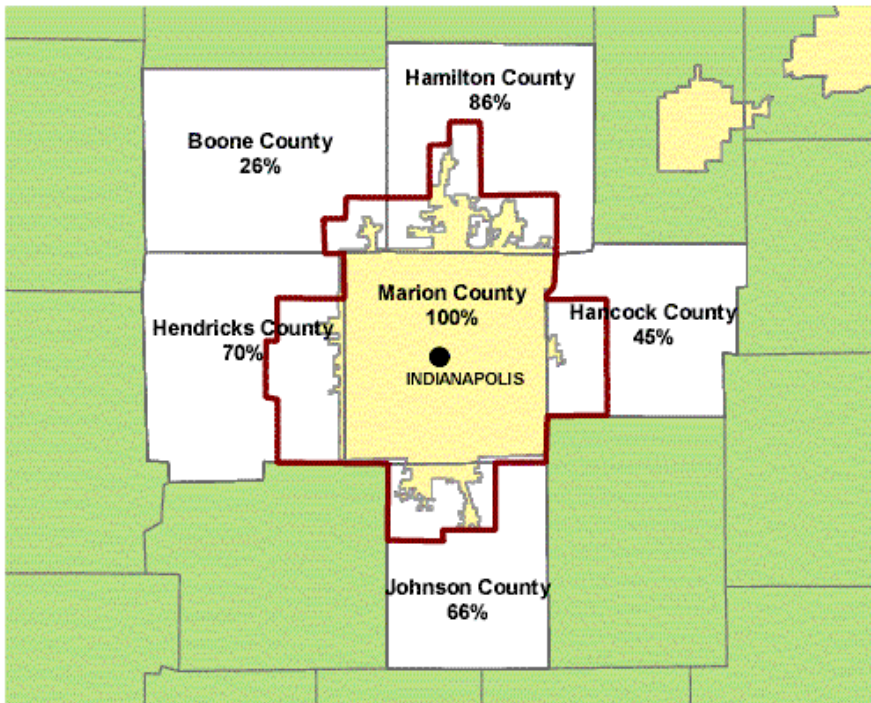 Hamilton County
86%
Boone County
26%
Marion County
100%
Hancock County
45%
Hendricks County
70%
INDIANAPOLIS
Johnson County
66%